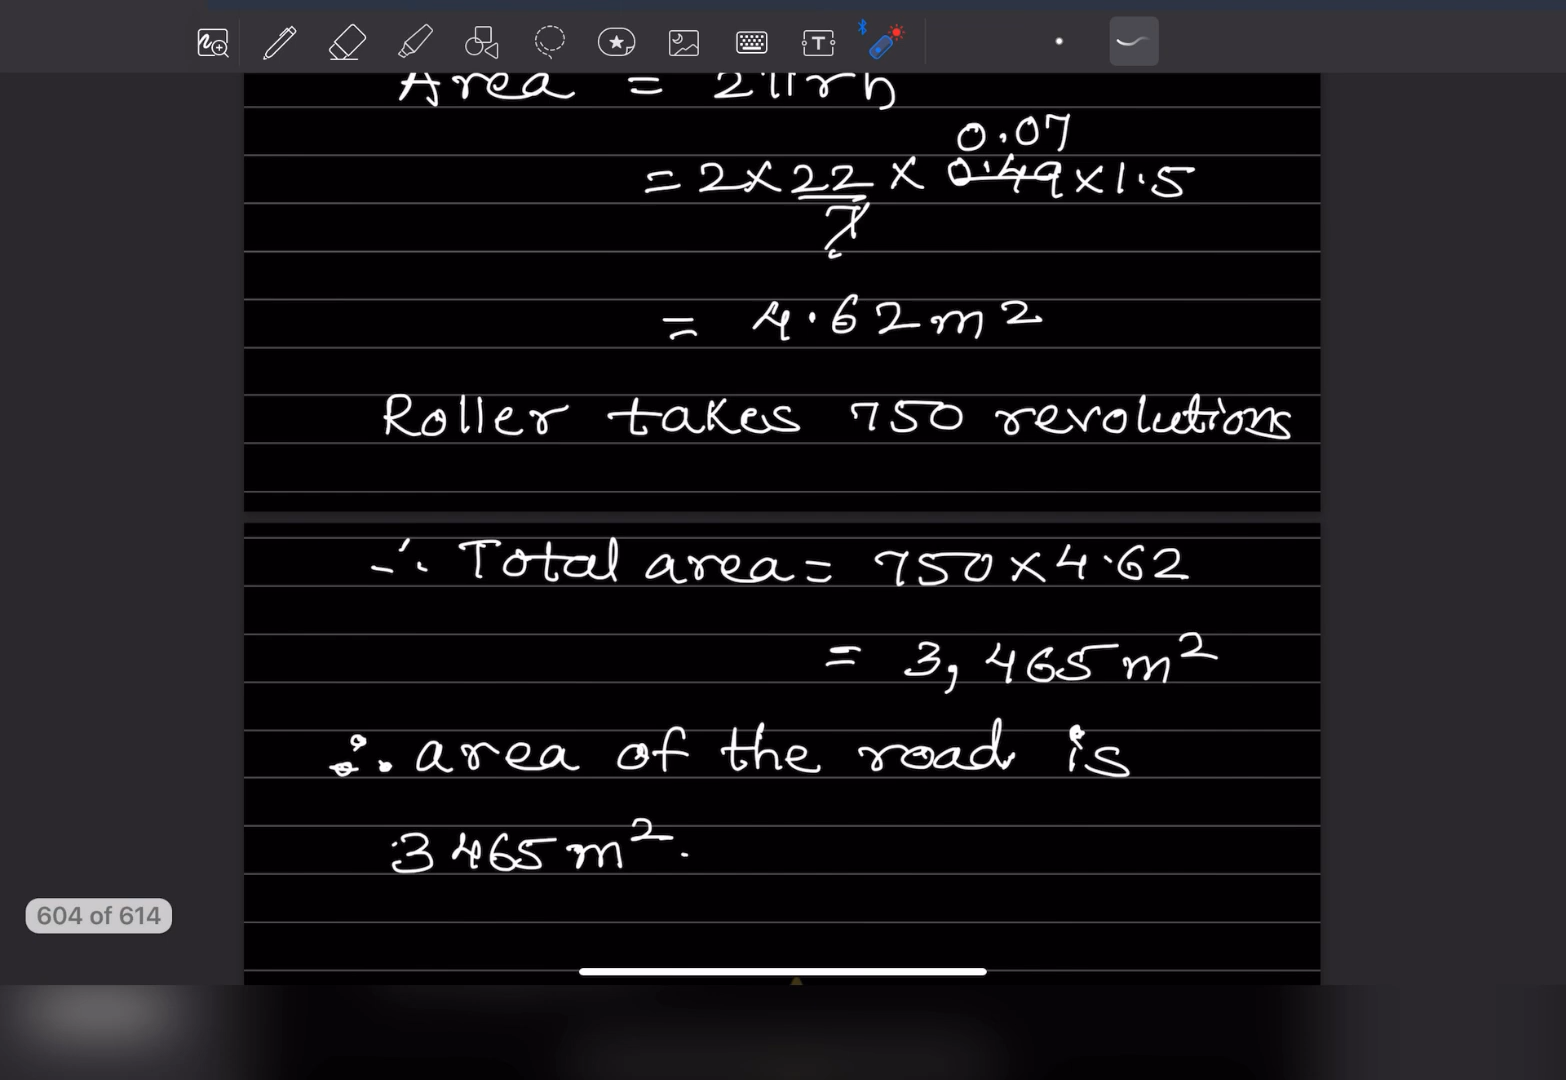 Area = 2πrh
0.07
= 2 × 22 × 0.49 × 1.5
7
= 4.62 m²
Roller takes 750 revolutions
∴ Total area = 750 × 4.62
= 3,465 m²
∴ area of the road is
3465 m².
604 of 614